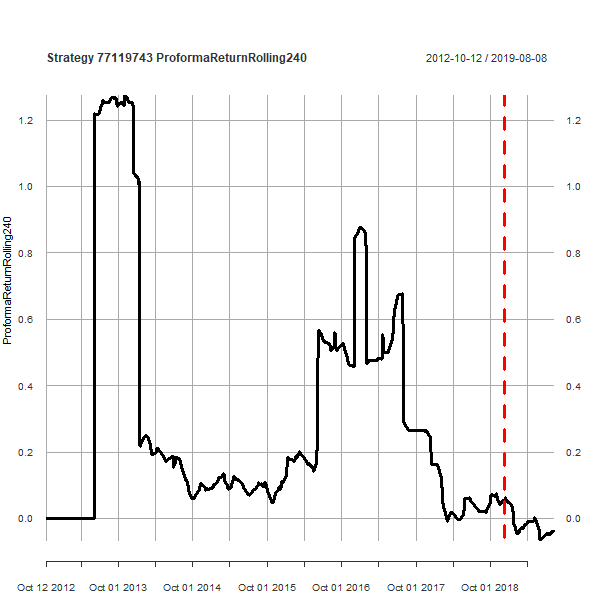 Strategy 77119743 ProformaReturnRolling240
2012-10-12 / 2019-08-08
ProformaReturnRolling240
1.2 1.2
1.0 1.0
0.8 0.8
0.6 0.6
0.4 0.4
0.2 0.2
0.0 0.0
Oct 12 2012 Oct 01 2013 Oct 01 2014 Oct 01 2015 Oct 01 2016 Oct 01 2017 Oct 01 2018